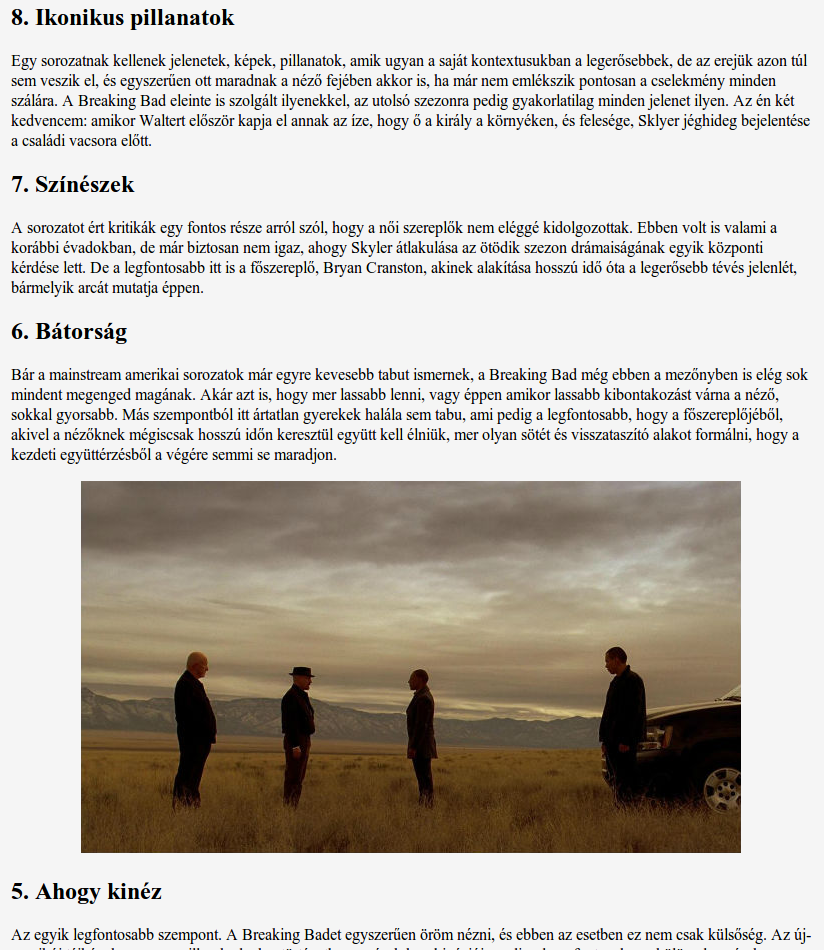 8. Ikonikus pillanatok
Egy sorozatnak kellenek jelenetek, képek, pillanatok, amik ugyan a saját kontextusukban a legerősebbek, de az erejük azon túl
sem veszik el, és egyszerűen ott maradnak a néző fejében akkor is, ha már nem emlékszik pontosan a cselekmény minden
szálára. A Breaking Bad eleinte is szolgált ilyenekkel, az utolsó szezonra pedig gyakorlatilag minden jelenet ilyen. Az én két
kedvencem: amikor Waltert először kapja el annak az íze, hogy ő a király a környéken, és felesége, Sklyer jéghideg bejelentése
a családi vacsora előtt.
7. Színészek
A sorozatot ért kritikák egy fontos része arról szól, hogy a női szereplők nem eléggé kidolgozottak. Ebben volt is valami a
korábbi évadokban, de már biztosan nem igaz, ahogy Skyler átlakulása az ötödik szezon drámaiságának egyik központi
kérdése lett. De a legfontosabb itt is a főszereplő, Bryan Cranston, akinek alakítása hosszú idő óta a legerősebb tévés jelenlét,
bármelyik arcát mutatja éppen.
6. Bátorság
Bár a mainstream amerikai sorozatok már egyre kevesebb tabut ismernek, a Breaking Bad még ebben a mezőnyben is elég sok
mindent megenged magának. Akár azt is, hogy mer lassabb lenni, vagy éppen amikor lassabb kibontakozást várna a néző,
sokkal gyorsabb. Más szempontból itt ártatlan gyerekek halála sem tabu, ami pedig a legfontosabb, hogy a főszereplőjéből,
akivel a nézőknek mégiscsak hosszú időn keresztül együtt kell élniük, mer olyan sötét és visszataszító alakot formálni, hogy a
kezdeti együttérzésből a végére semmi se maradjon.
5. Ahogy kinéz
Az egyik legfontosabb szempont. A Breaking Badet egyszerűen öröm nézni, és ebben az esetben ez nem csak külsőség. Az új-